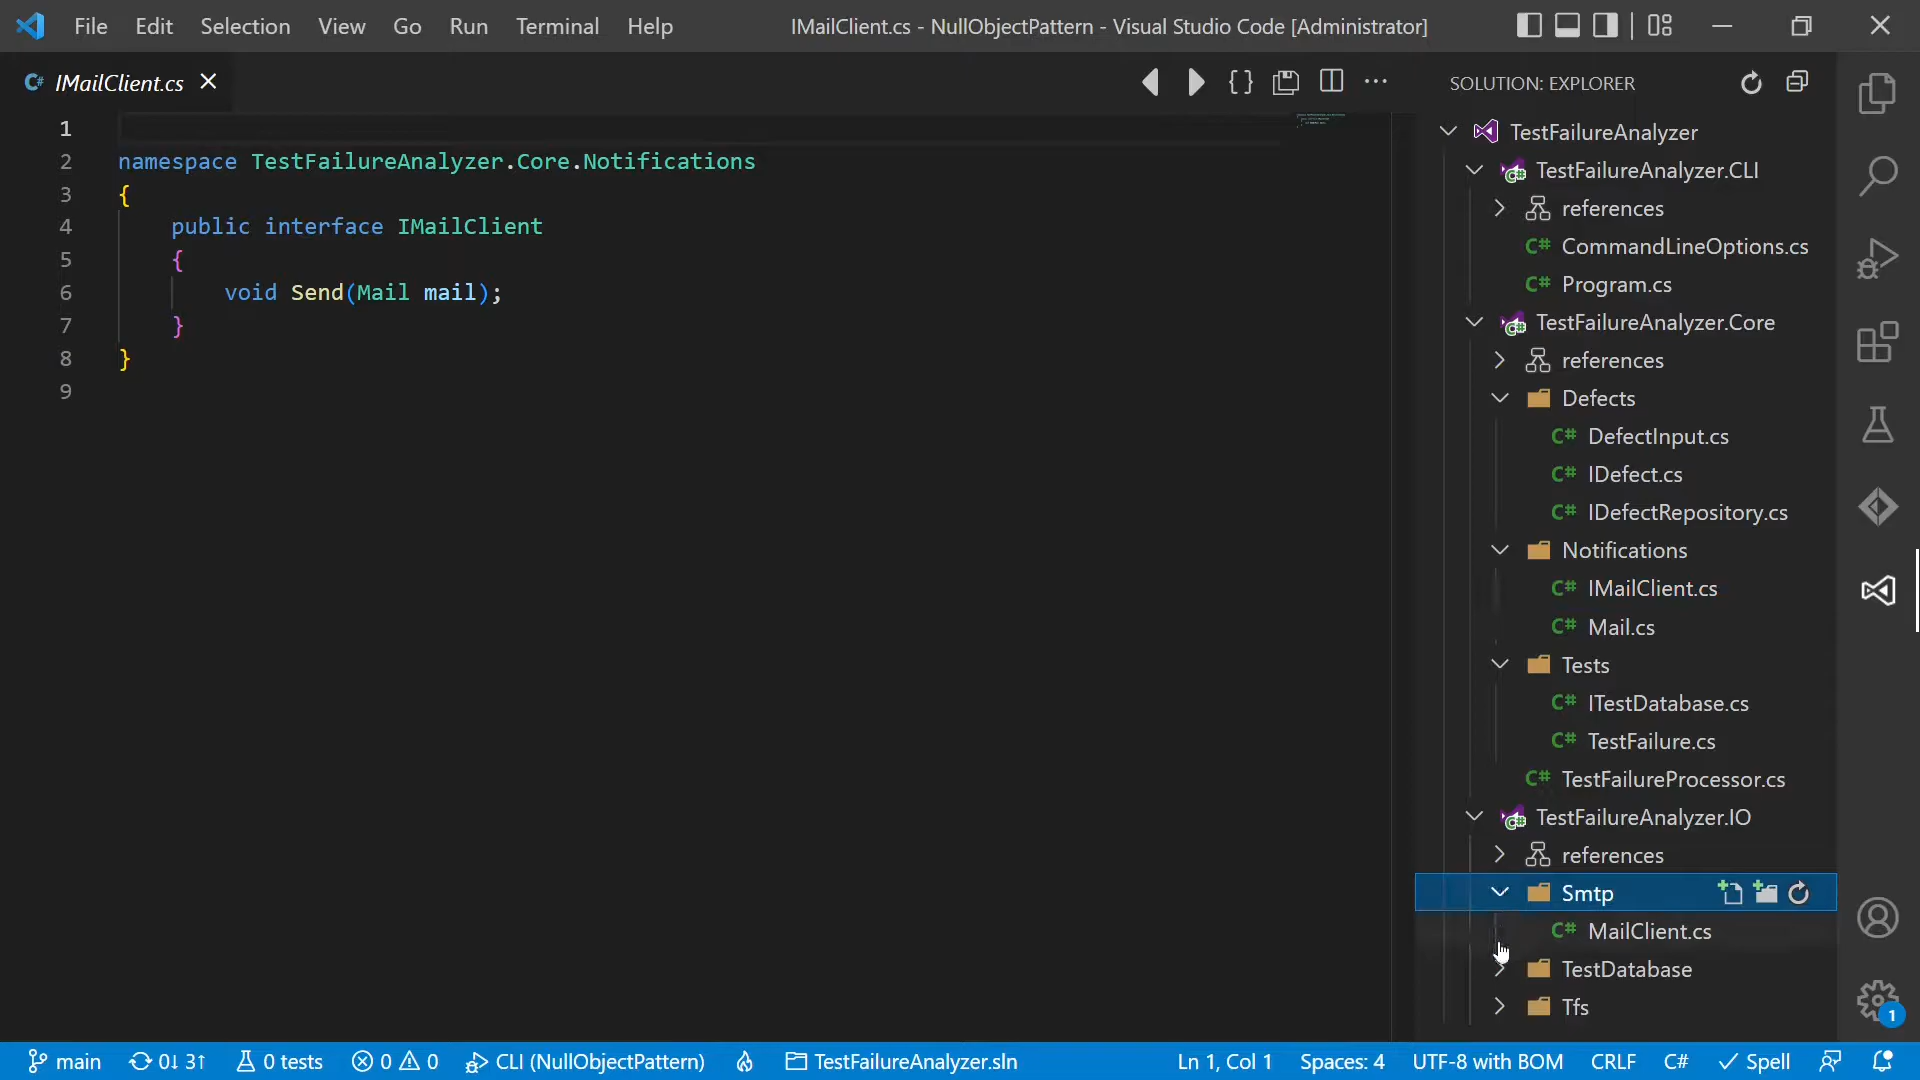 File Edit Selection View Go Run Terminal Help
IMailClient.cs - NullObjectPattern - Visual Studio Code [Administrator]
C# IMailClient.cs
1
2 namespace TestFailureAnalyzer.Core.Notifications
3 {
4 public interface IMailClient
5 {
6 void Send(Mail mail);
7 }
8 }
9
SOLUTION: EXPLORER
TestFailureAnalyzer
TestFailureAnalyzer.CLI
references
C# CommandLineOptions.cs
C# Program.cs
TestFailureAnalyzer.Core
references
Defects
C# DefectInput.cs
C# IDefect.cs
C# IDefectRepository.cs
Notifications
C# IMailClient.cs
C# Mail.cs
Tests
C# ITestDatabase.cs
C# TestFailure.cs
C# TestFailureProcessor.cs
TestFailureAnalyzer.IO
references
Smtp
C# MailClient.cs
TestDatabase
Tfs
1
main 0↓ 3↑ 0 tests 0 0 CLI (NullObjectPattern) TestFailureAnalyzer.sln Ln 1, Col 1 Spaces: 4 UTF-8 with BOM CRLF C# Spell